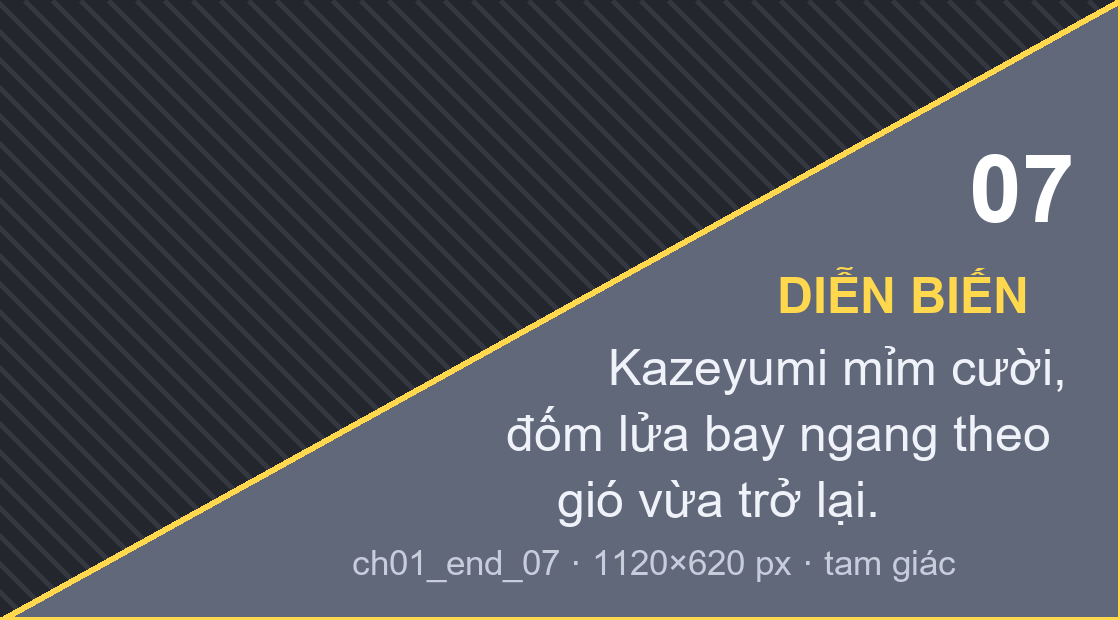 07
DIỄN BIẾN
Kazeyumi mỉm cười,
đốm lửa bay ngang theo
gió vừa trở lại.
ch01_end_07 · 1120×620 px · tam giác